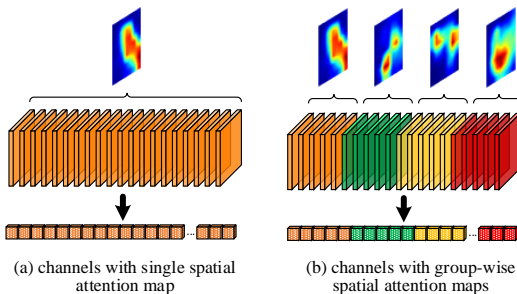 (a) channels with single spatial
attention map
(b) channels with group-wise
spatial attention maps